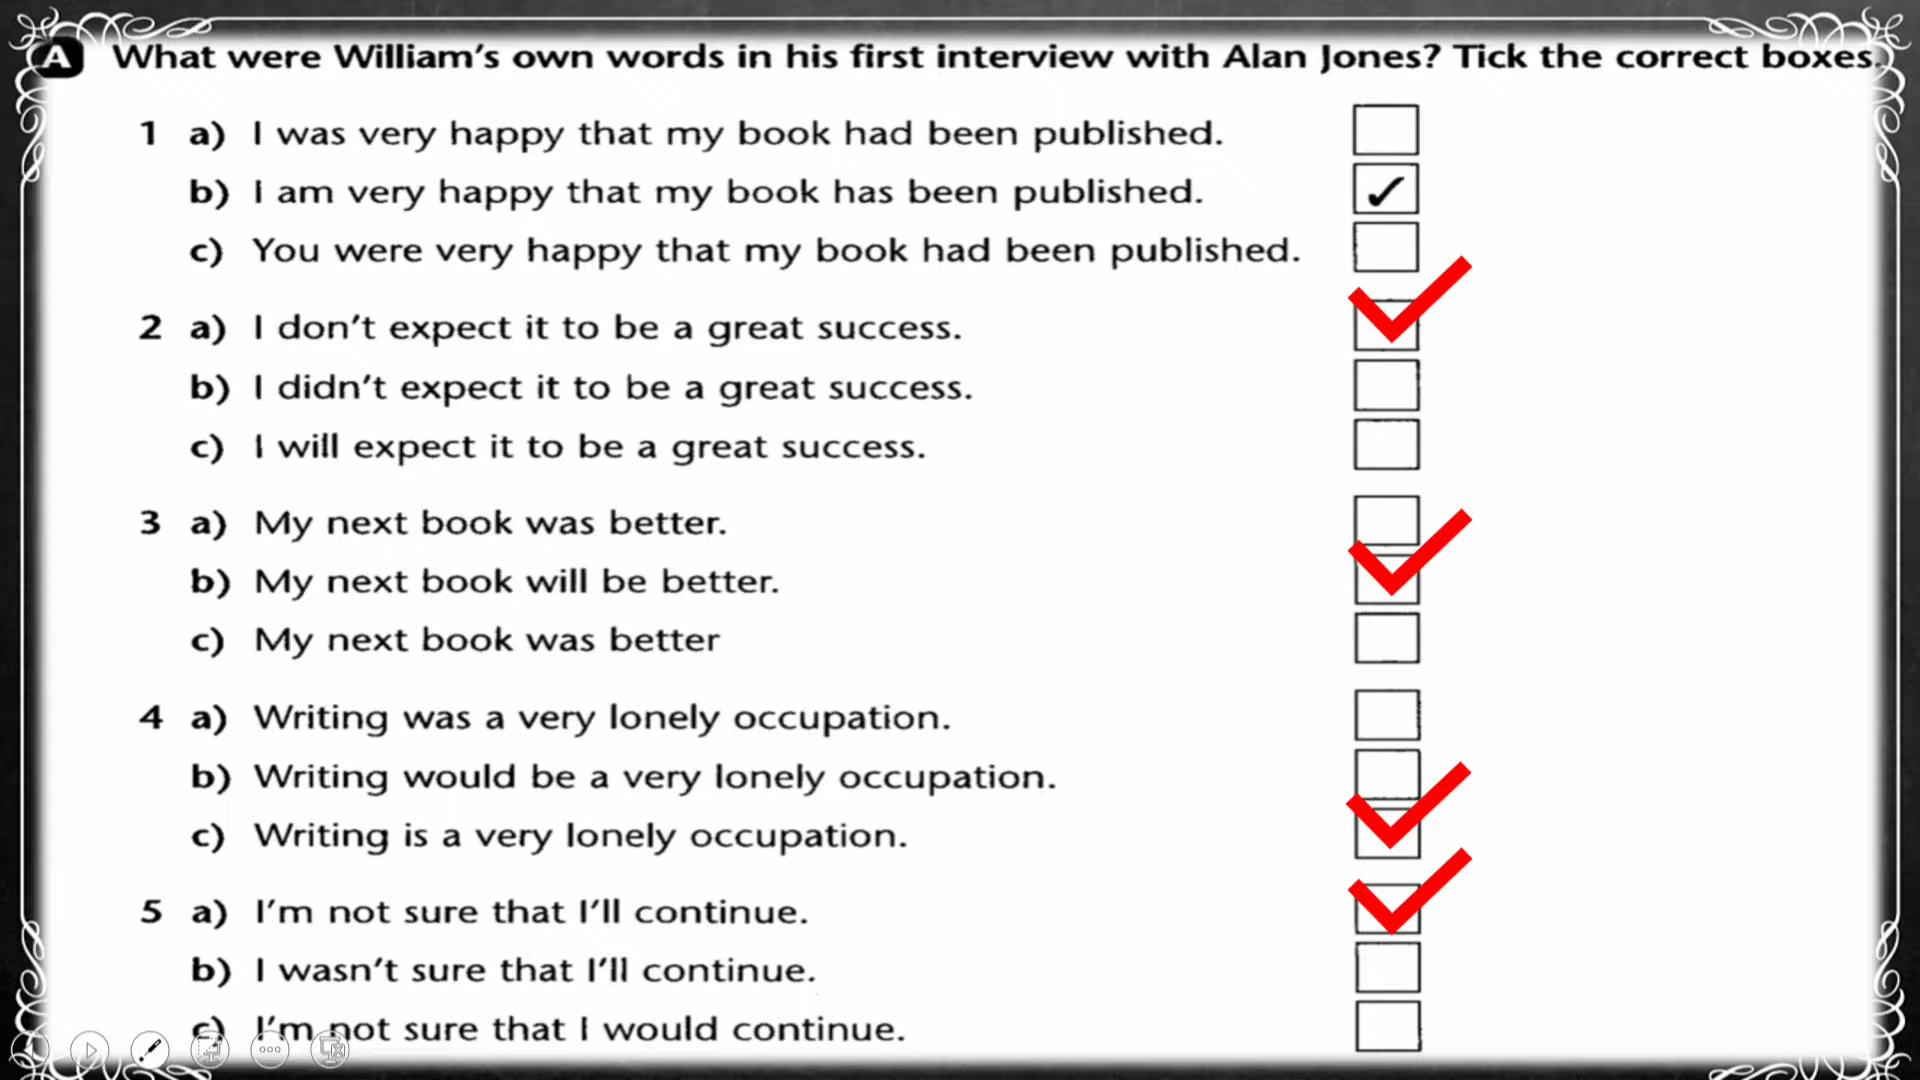 A What were William's own words in his first interview with Alan Jones? Tick the correct boxes.
1 a) I was very happy that my book had been published.
b) I am very happy that my book has been published.
c) You were very happy that my book had been published.
2 a) I don't expect it to be a great success.
b) I didn't expect it to be a great success.
c) I will expect it to be a great success.
3 a) My next book was better.
b) My next book will be better.
c) My next book was better
4 a) Writing was a very lonely occupation.
b) Writing would be a very lonely occupation.
c) Writing is a very lonely occupation.
5 a) I'm not sure that I'll continue.
b) I wasn't sure that I'll continue.
c) I'm not sure that I would continue.